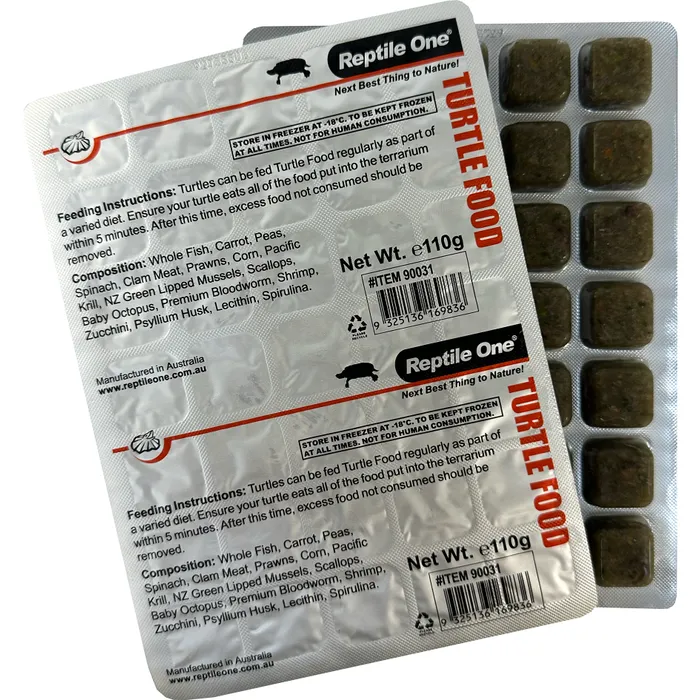 Reptile One®
Next Best Thing to Nature!
TURTLE FOOD
STORE IN FREEZER AT -18°C. TO BE KEPT FROZEN
AT ALL TIMES. NOT FOR HUMAN CONSUMPTION.
Feeding Instructions: Turtles can be fed Turtle Food regularly as part of
a varied diet. Ensure your turtle eats all of the food put into the terrarium
within 5 minutes. After this time, excess food not consumed should be
removed.
Composition: Whole Fish, Carrot, Peas,
Spinach, Clam Meat, Prawns, Corn, Pacific
Krill, NZ Green Lipped Mussels, Scallops,
Baby Octopus, Premium Bloodworm, Shrimp,
Zucchini, Psyllium Husk, Lecithin, Spirulina.
Net Wt. ℮110g
#ITEM 90031
9 325136 169836
Manufactured in Australia
www.reptileone.com.au
Reptile One®
Next Best Thing to Nature!
TURTLE FOOD
STORE IN FREEZER AT -18°C. TO BE KEPT FROZEN
AT ALL TIMES. NOT FOR HUMAN CONSUMPTION.
Feeding Instructions: Turtles can be fed Turtle Food regularly as part of
a varied diet. Ensure your turtle eats all of the food put into the terrarium
within 5 minutes. After this time, excess food not consumed should be
removed.
Composition: Whole Fish, Carrot, Peas,
Spinach, Clam Meat, Prawns, Corn, Pacific
Krill, NZ Green Lipped Mussels, Scallops,
Baby Octopus, Premium Bloodworm, Shrimp,
Zucchini, Psyllium Husk, Lecithin, Spirulina.
Net Wt. ℮110g
#ITEM 90031
9 325136 169836
Manufactured in Australia
www.reptileone.com.au